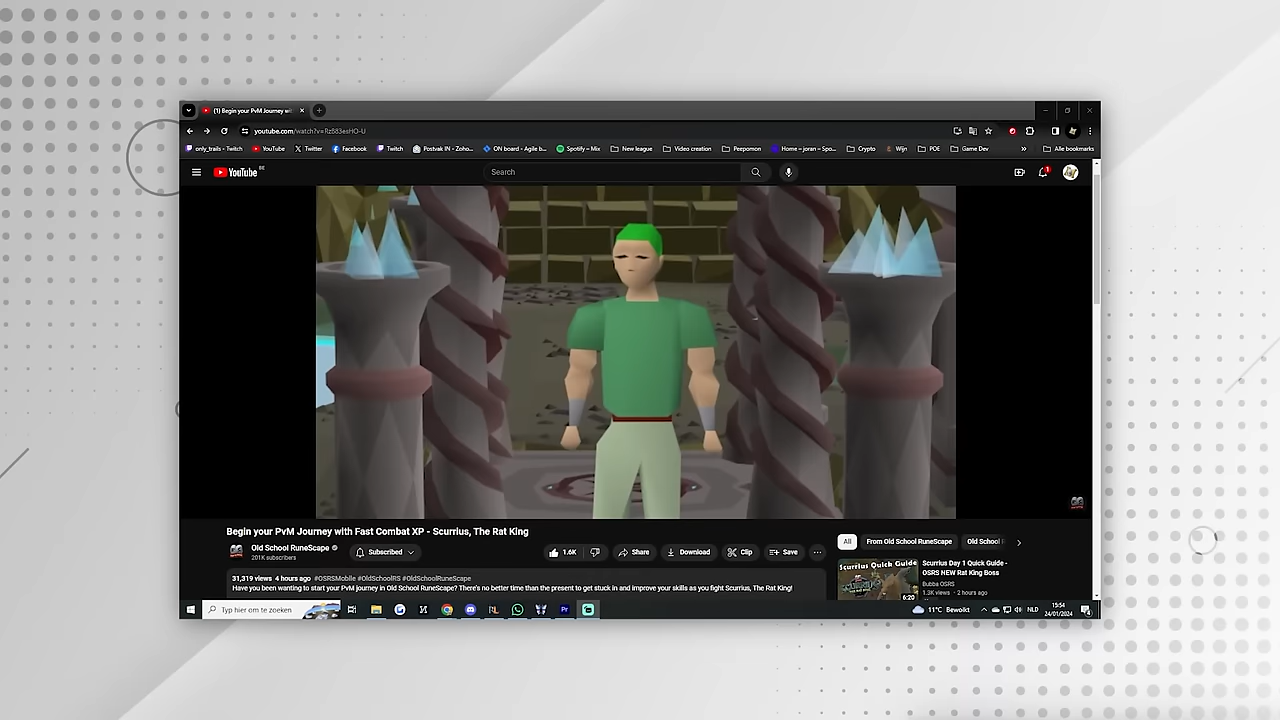 (1) Begin your PvM Journey wi
youtube.com/watch?v=Rz883esHO-U
only_trails - Twitch YouTube Twitter Facebook Twitch Postvak IN - Zoho... ON board - Agile b... Spotify – Mix New league Video creation Peepomon Home – joran – Spo... Crypto Wijn POE Game Dev » All bookmarks
YouTube BE
Search
Begin your PvM Journey with Fast Combat XP - Scurrius, The Rat King
Old School RuneScape
201K subscribers
Subscribed
1.6K Share Download Clip Save ...
31,319 views 4 hours ago #OSRSMobile #OldSchoolRS #OldSchoolRuneScape
Have you been wanting to start your PvM journey in Old School RuneScape? There's no better time than the present to get stuck in and improve your skills as you fight Scurrius, The Rat King!
All From Old School RuneScape Old School
Scurrius Quick Guide
6:20
Scurrius Day 1 Quick Guide -
OSRS NEW Rat King Boss
Bubba OSRS
1.3K views · 2 hours ago
Typ hier om te zoeken
11°C Bewolkt
NLD
15:54
24/01/2024